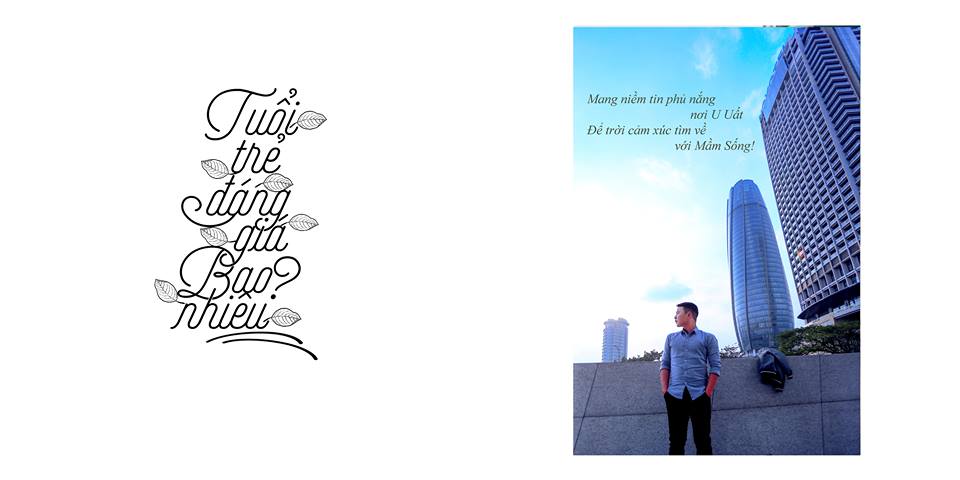 Tuổi
trẻ
đáng
giá
Bao?
nhiêu
Mang niềm tin phủ nắng
nơi U Uất
Để trời cảm xúc tìm về
với Mầm Sống!